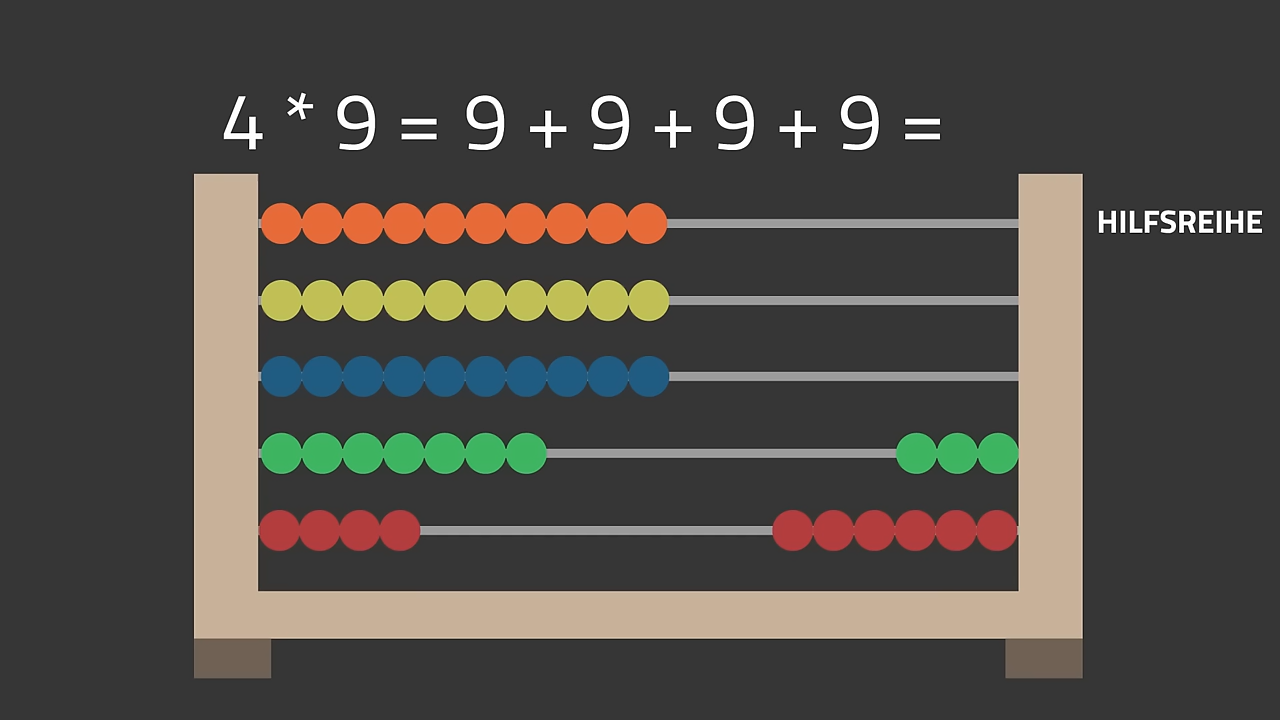 4 * 9 = 9 + 9 + 9 + 9 =
HILFSREIHE